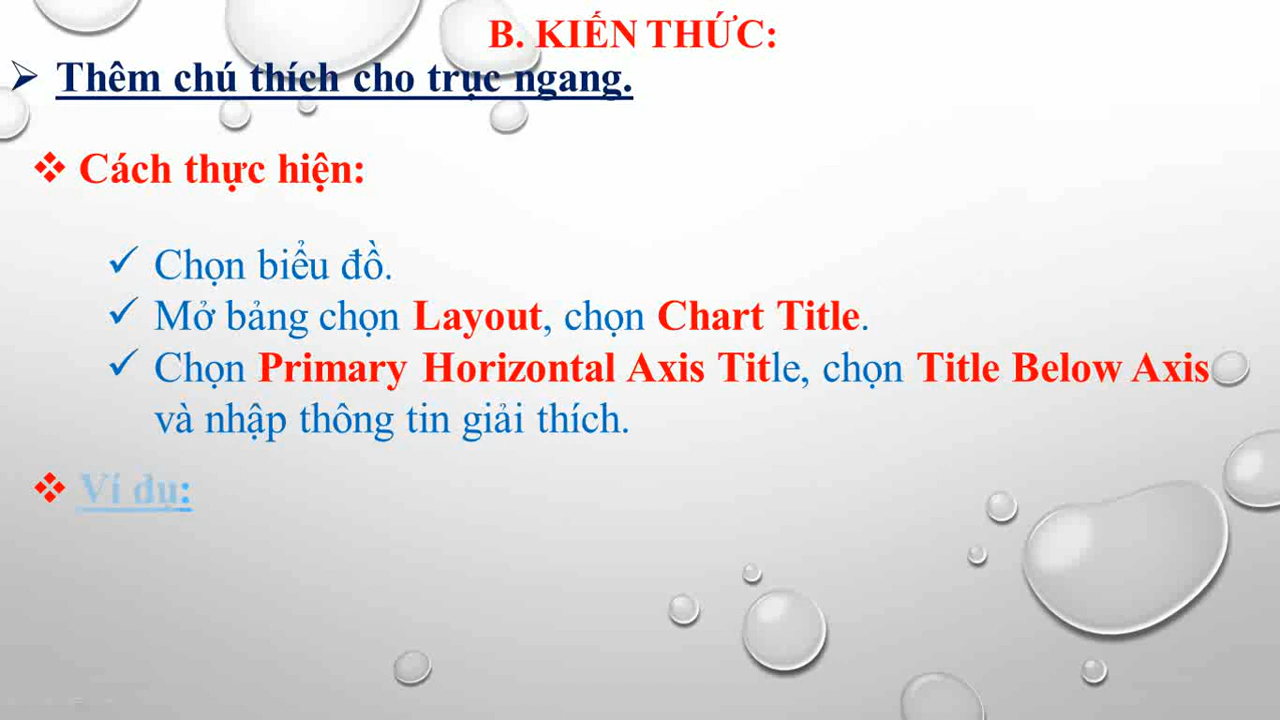 B. KIẾN THỨC:
Thêm chú thích cho trục ngang.
Cách thực hiện:
Chọn biểu đồ.
Mở bảng chọn Layout, chọn Chart Title.
Chọn Primary Horizontal Axis Title, chọn Title Below Axis
và nhập thông tin giải thích.
Ví dụ: